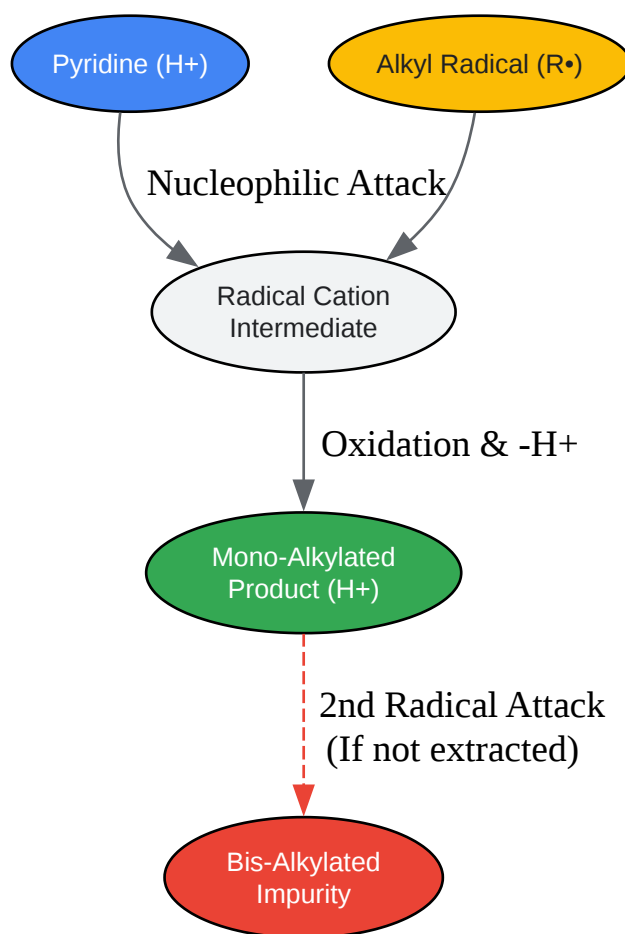 Pyridine (H+)
Alkyl Radical (R•)
Nucleophilic Attack
Radical Cation
Intermediate
Oxidation & -H+
Mono-Alkylated
Product (H+)
2nd Radical Attack
(If not extracted)
Bis-Alkylated
Impurity